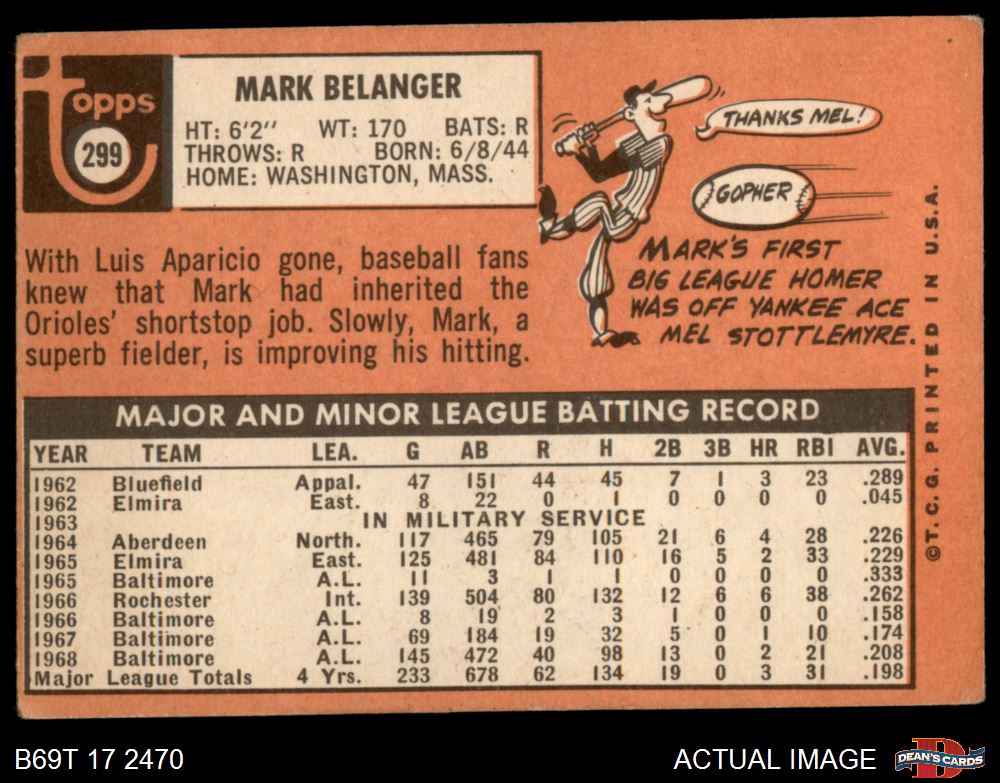 Topps
299
MARK BELANGER
HT: 6'2" WT: 170 BATS: R
THROWS: R BORN: 6/8/44
HOME: WASHINGTON, MASS.
THANKS MEL!
GOPHER
MARK'S FIRST
BIG LEAGUE HOMER
WAS OFF YANKEE ACE
MEL STOTTLEMYRE.
With Luis Aparicio gone, baseball fans
knew that Mark had inherited the
Orioles' shortstop job. Slowly, Mark, a
superb fielder, is improving his hitting.
MAJOR AND MINOR LEAGUE BATTING RECORD
YEAR TEAM LEA. G AB R H 2B 3B HR RBI AVG.
1962 Bluefield Appal. 47 151 44 45 7 1 3 23 .289
1962 Elmira East. 8 22 0 1 0 0 0 0 .045
1963 IN MILITARY SERVICE
1964 Aberdeen North. 117 465 79 105 21 6 4 28 .226
1965 Elmira East. 125 481 84 110 16 5 2 33 .229
1965 Baltimore A.L. 11 3 1 1 0 0 0 0 .333
1966 Rochester Int. 139 504 80 132 12 6 6 38 .262
1966 Baltimore A.L. 8 19 2 3 1 0 0 0 .158
1967 Baltimore A.L. 69 184 19 32 5 0 1 10 .174
1968 Baltimore A.L. 145 472 40 98 13 0 2 21 .208
Major League Totals 4 Yrs. 233 678 62 134 19 0 3 31 .198
©T.C.G. PRINTED IN U.S.A.
B69T 17 2470
ACTUAL IMAGE
D
DEAN'S CARDS